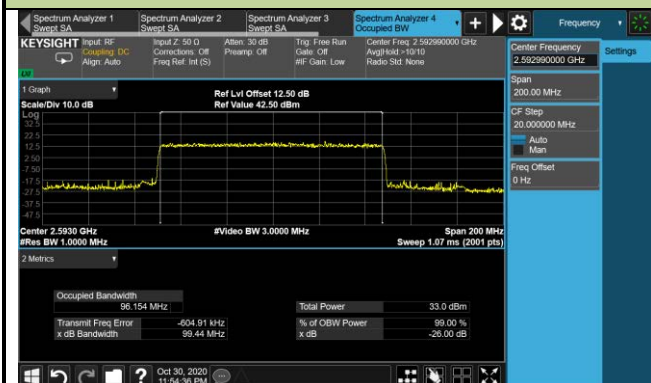 Spectrum Analyzer 1 Spectrum Analyzer 2 Spectrum Analyzer 3 Spectrum Analyzer 4 Frequency
Swept SA Swept SA Swept SA Occupied BW
KEYSIGHT Input: RF Input Z: 50 Ω Atten: 30 dB Trig: Free Run Center Freq: 2.592990000 GHz
Coupling: DC Corrections: Off Preamp: Off Gate: Off Avg|Hold:>10/10
Align: Auto Freq Ref: Int (S) #IF Gain: Low Radio Std: None
Center Frequency
2.592990000 GHz
Settings
Span
200.00 MHz
CF Step
20.000000 MHz
Auto
Man
Freq Offset
0 Hz
1 Graph
Ref Lvl Offset 12.50 dB
Scale/Div 10.0 dB Ref Value 42.50 dBm
Log
32.5
22.5
12.5
2.50
-7.50
-17.5
-27.5
-37.5
-47.5
Center 2.5930 GHz #Video BW 3.0000 MHz Span 200 MHz
#Res BW 1.0000 MHz Sweep 1.07 ms (2001 pts)
2 Metrics
Occupied Bandwidth
96.154 MHz Total Power 33.0 dBm
Transmit Freq Error -604.91 kHz % of OBW Power 99.00 %
x dB Bandwidth 99.44 MHz x dB -26.00 dB
Oct 30, 2020
11:54:36 PM